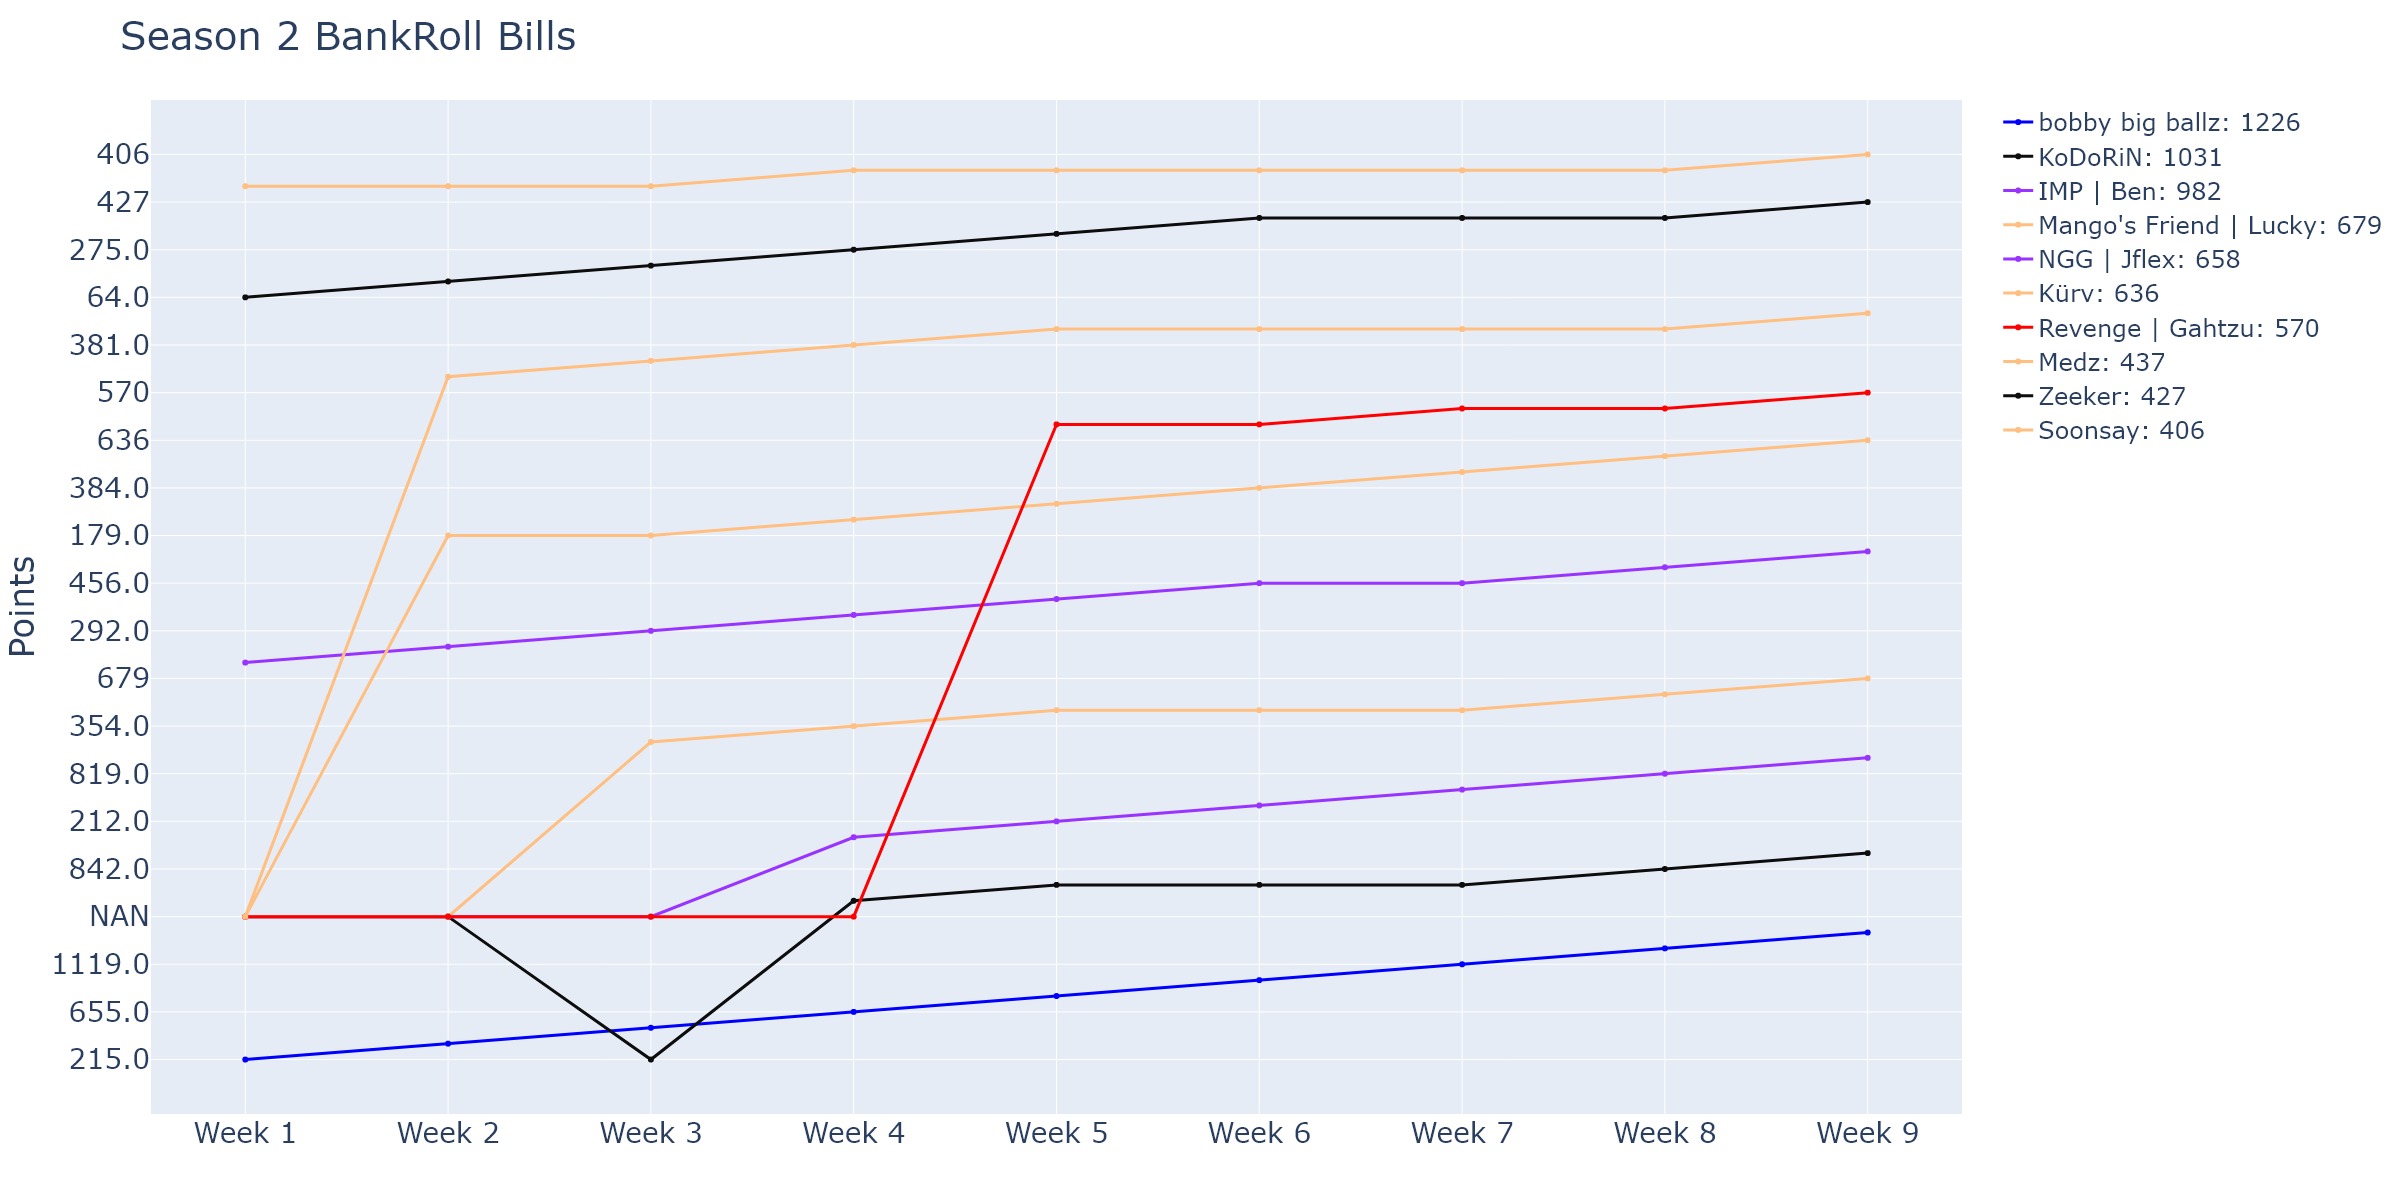 Season 2 BankRoll Bills
Points
406
427
275.0
64.0
381.0
570
636
384.0
179.0
456.0
292.0
679
354.0
819.0
212.0
842.0
NAN
1119.0
655.0
215.0
Week 1
Week 2
Week 3
Week 4
Week 5
Week 6
Week 7
Week 8
Week 9
bobby big ballz: 1226
KoDoRiN: 1031
IMP | Ben: 982
Mango's Friend | Lucky: 679
NGG | Jflex: 658
Kürv: 636
Revenge | Gahtzu: 570
Medz: 437
Zeeker: 427
Soonsay: 406